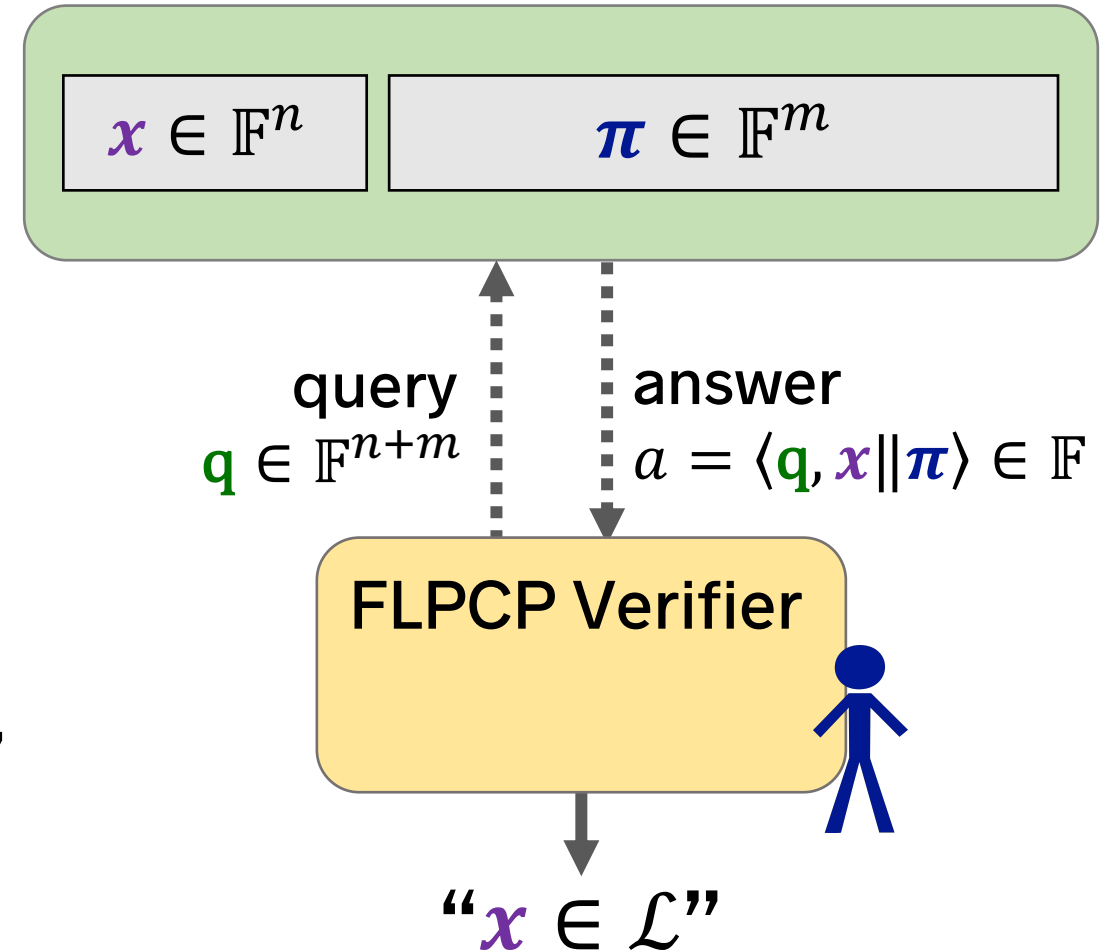 x ∈ 𝔽ⁿ
π ∈ 𝔽ᵐ
query
q ∈ 𝔽ⁿ⁺ᵐ
answer
a = ⟨q, x||π⟩ ∈ 𝔽
FLPCP Verifier
,
“x ∈ ℒ”